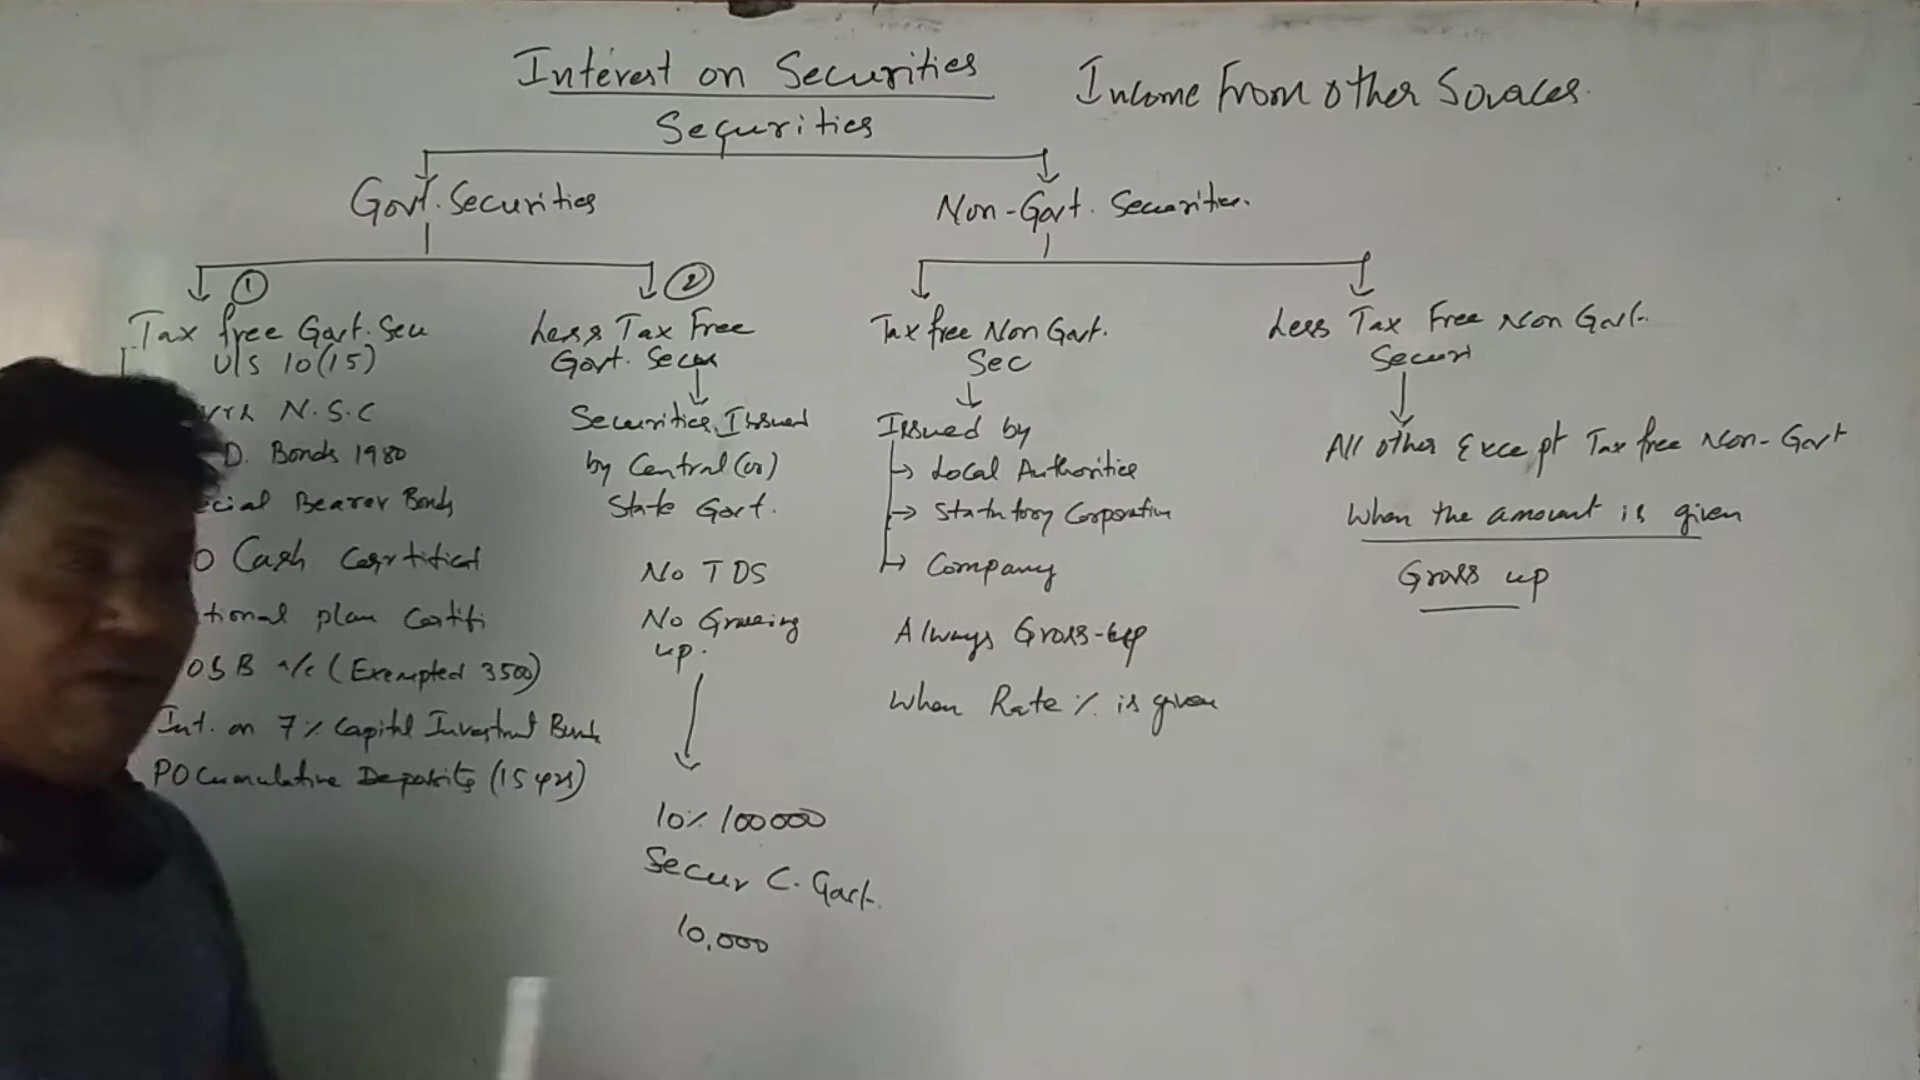 Interest on Securities
Income From other Sources
Securities
Govt. Securities
Non-Govt. Securities.
①
②
Tax free Govt. Secu
U/S 10(15)
N.S.C
D. Bonds 1980
ecial Bearer Bonds
O Cash Certificat
tional plan Certifi
OSB a/c (Exempted 3500)
Int. on 7% Capital Investment Bonds
PO Cumulative Deposits (15 yrs)
Less Tax Free
Govt. Secu
Securities Issued
by Central (or)
State Govt.
No TDS
No Grossing
up.
10% 100000
Secur C. Govt.
10,000
Tax free Non Govt.
Sec
Issued by
Local Authorities
Statutory Corporation
Company
Always Gross-up
When Rate % is given
Less Tax Free Non Govt.
Securi
All other Except Tax free Non-Govt
When the amount is given
Gross up